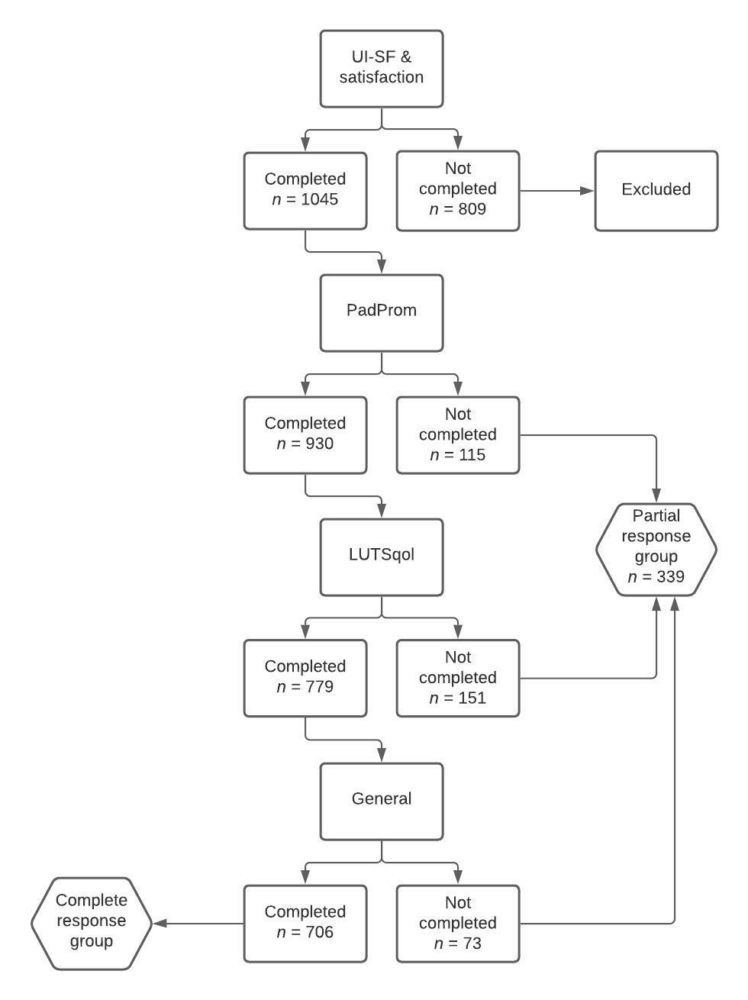 UI-SF &
satisfaction
Completed
n = 1045
Not
completed
n = 809
Excluded
PadProm
Completed
n = 930
Not
completed
n = 115
Partial
response
group
n = 339
LUTSqol
Completed
n = 779
Not
completed
n = 151
General
Complete
response
group
Completed
n = 706
Not
completed
n = 73